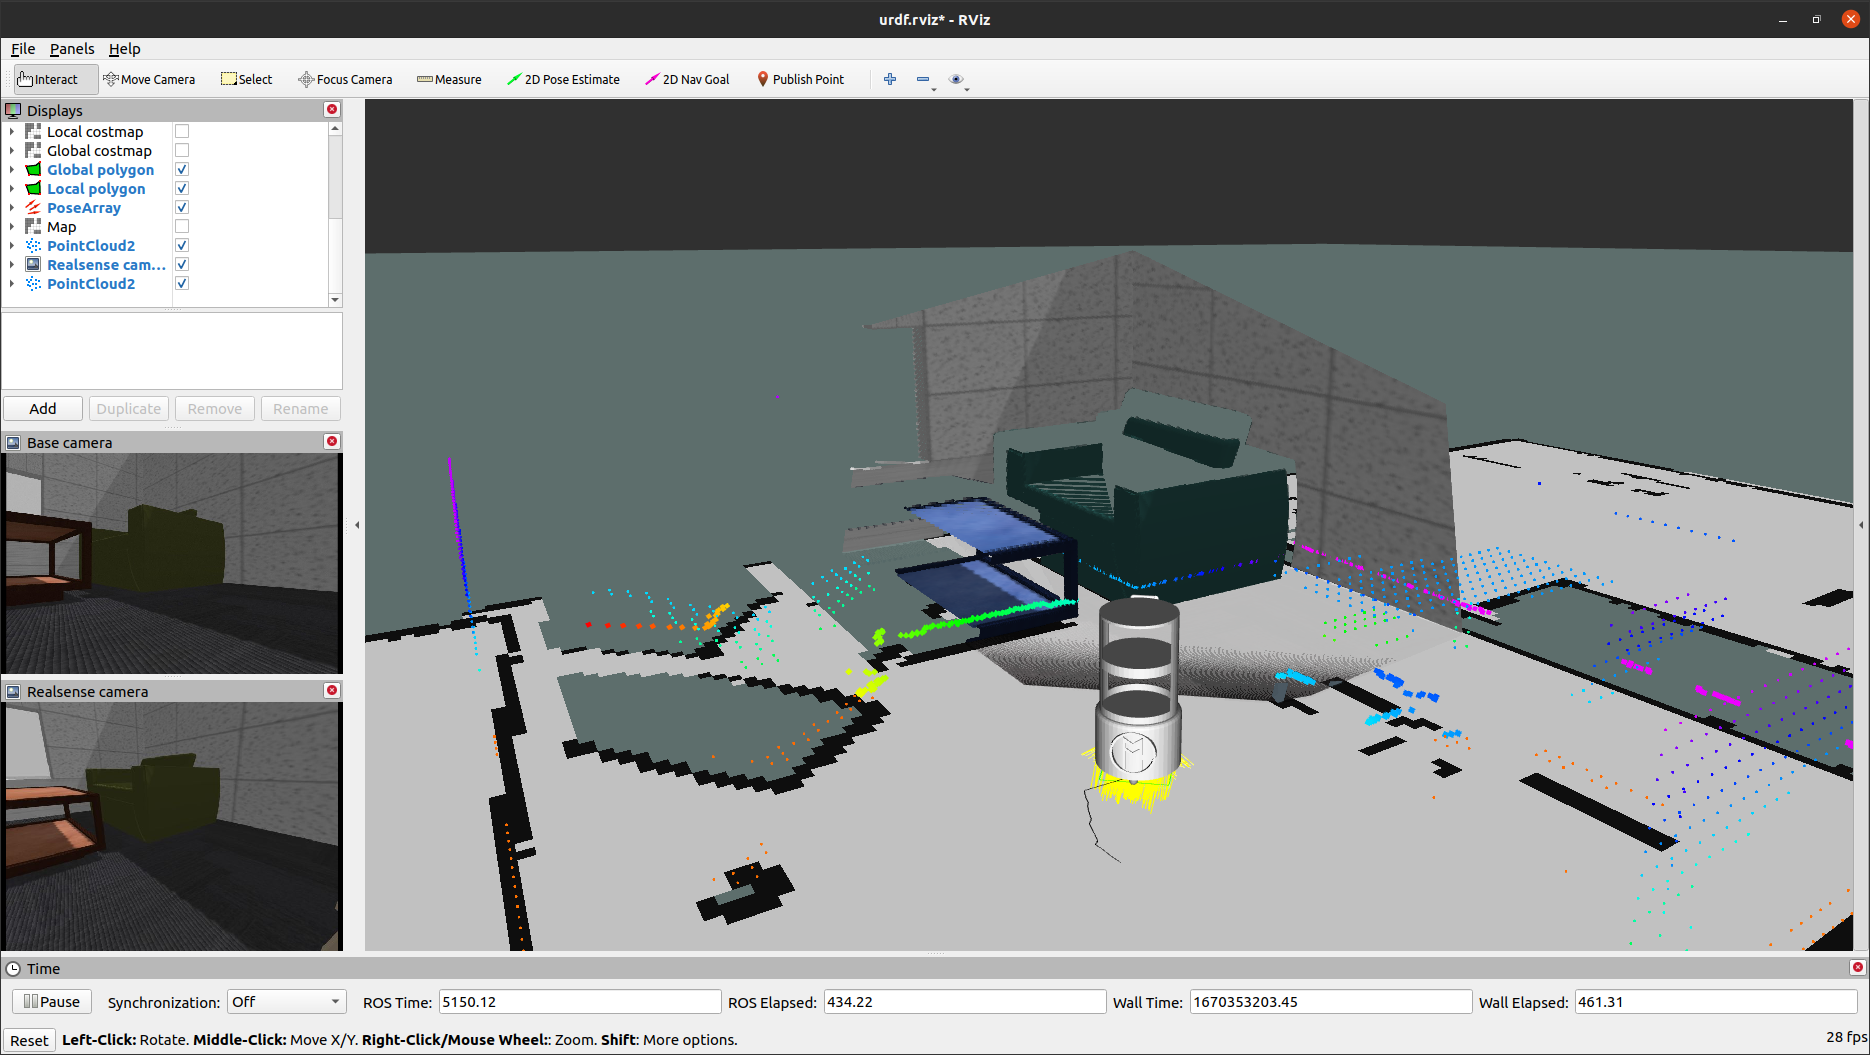 urdf.rviz* - RViz
File Panels Help
Interact Move Camera Select Focus Camera Measure 2D Pose Estimate 2D Nav Goal Publish Point
Displays
Local costmap
Global costmap
Global polygon
Local polygon
PoseArray
Map
PointCloud2
Realsense cam...
PointCloud2
Add Duplicate Remove Rename
Base camera
Realsense camera
Time
Pause Synchronization: Off ROS Time: 5150.12 ROS Elapsed: 434.22 Wall Time: 1670353203.45 Wall Elapsed: 461.31
Reset Left-Click: Rotate. Middle-Click: Move X/Y. Right-Click/Mouse Wheel:: Zoom. Shift: More options. 28 fps